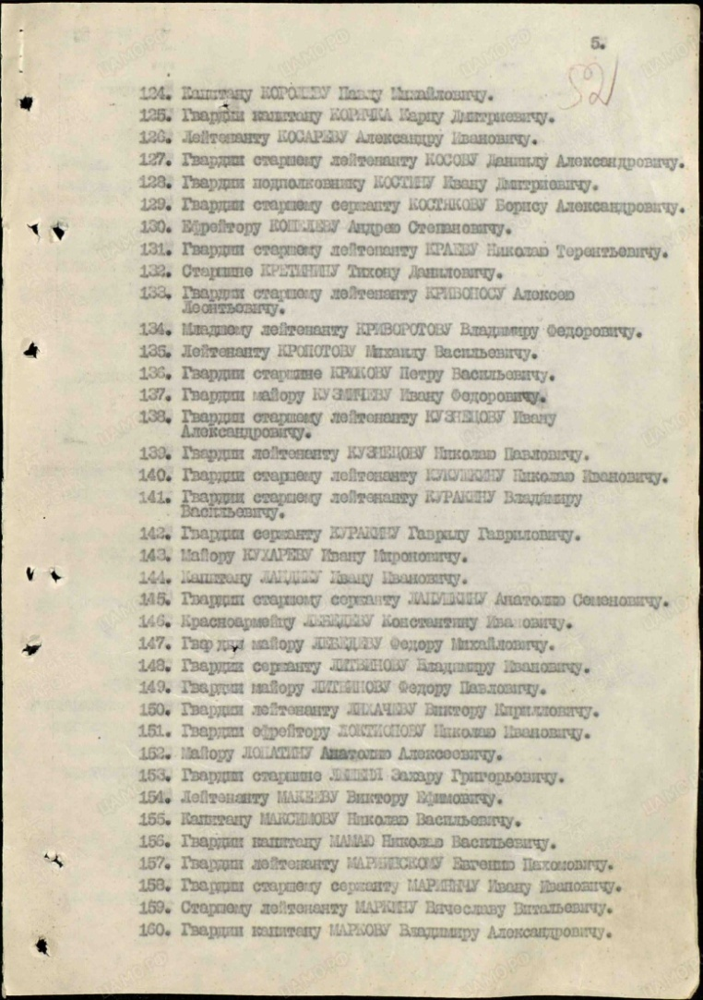 5.
52
124. Капитану КОРОЛЕВУ Павлу Михайловичу.
125. Гвардии капитану КОРЯЧКА Карпу Дмитриевичу.
126. Лейтенанту КОСАРЕВУ Александру Ивановичу.
127. Гвардии старшему лейтенанту КОСОВУ Даниилу Александровичу.
128. Гвардии подполковнику КОСТИНУ Ивану Дмитриевичу.
129. Гвардии старшему сержанту КОСТЯКОВУ Борису Александровичу.
130. Ефрейтору Андрею Степановичу.
131. Гвардии старшему лейтенанту КРАЕВУ Николаю Терентьевичу.
132. Старшине КРЕТИНИНУ Тихону Даниловичу.
133. Гвардии старшему лейтенанту КРИВОНОСУ Алексею
Леонтьевичу.
134. Младшему лейтенанту КРИВОРОТОВУ Владимиру Федоровичу.
135. Лейтенанту КРОПОТОВУ Михаилу Васильевичу.
136. Гвардии старшине КРЮКОВУ Петру Васильевичу.
137. Гвардии майору КУЗМИЧЕВУ Ивану Федоровичу.
138. Гвардии старшему лейтенанту КУЗНЕЦОВУ Ивану
Александровичу.
139. Гвардии лейтенанту КУЗНЕЦОВУ Николаю Павловичу.
140. Гвардии старшему лейтенанту КУКУШКИНУ Николаю Ивановичу.
141. Гвардии старшему лейтенанту КУРАКИНУ Владимиру
Васильевичу.
142. Гвардии сержанту КУРАКИНУ Гаврилу Гавриловичу.
143. Майору КУХАРЕВУ Ивану Мироновичу.
144. Капитану Ивану Ивановичу.
145. Гвардии старшему сержанту ЛАПУШКИНУ Анатолию Семеновичу.
146. Красноармейцу ЛЕБЕДЕВУ Константину Ивановичу.
147. Гвардии майору ЛЕБЕДЕВУ Федору Михайловичу.
148. Гвардии сержанту ЛИТВИНОВУ Владимиру Ивановичу.
149. Гвардии майору ЛИТВИНОВУ Федору Павловичу.
150. Гвардии лейтенанту ЛИХАЧЕВУ Виктору Кирилловичу.
151. Гвардии ефрейтору ЛОКТИОНОВУ Николаю Ивановичу.
152. Майору ЛОПАТИНУ Анатолию Алексеевичу.
153. Гвардии старшине Захару Григорьевичу.
154. Лейтенанту МАКЕЕВУ Виктору Ефимовичу.
155. Капитану МАКСИМОВУ Николаю Васильевичу.
156. Гвардии капитану МАМАЮ Николаю Васильевичу.
157. Гвардии лейтенанту МАРИИНСКОМУ Евгению Пахомовичу.
158. Гвардии старшему сержанту МАРИНИЧУ Ивану Ивановичу.
159. Старшему лейтенанту МАРКИНУ Вячеславу Витальевичу.
160. Гвардии капитану МАРКОВУ Владимиру Александровичу.